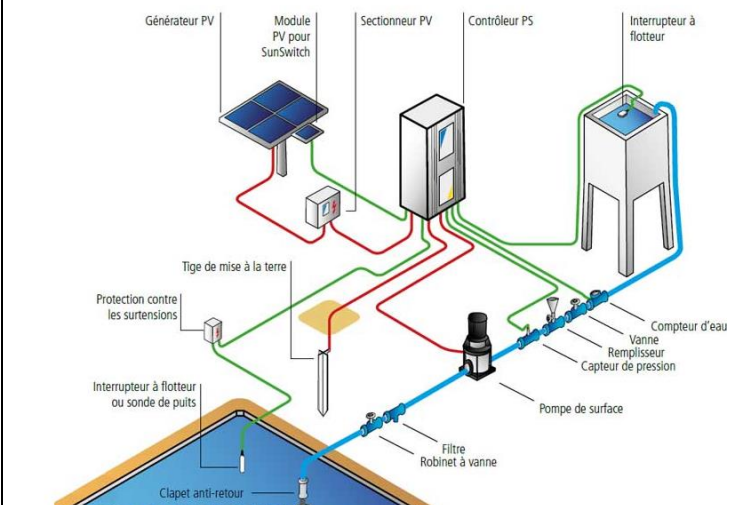 Générateur PV
Module
PV pour
SunSwitch
Sectionneur PV
Contrôleur PS
Interrupteur à
flotteur
Tige de mise à la terre
Protection contre
les surtensions
Compteur d'eau
Vanne
Remplisseur
Capteur de pression
Interrupteur à flotteur
ou sonde de puits
Pompe de surface
Filtre
Robinet à vanne
Clapet anti-retour